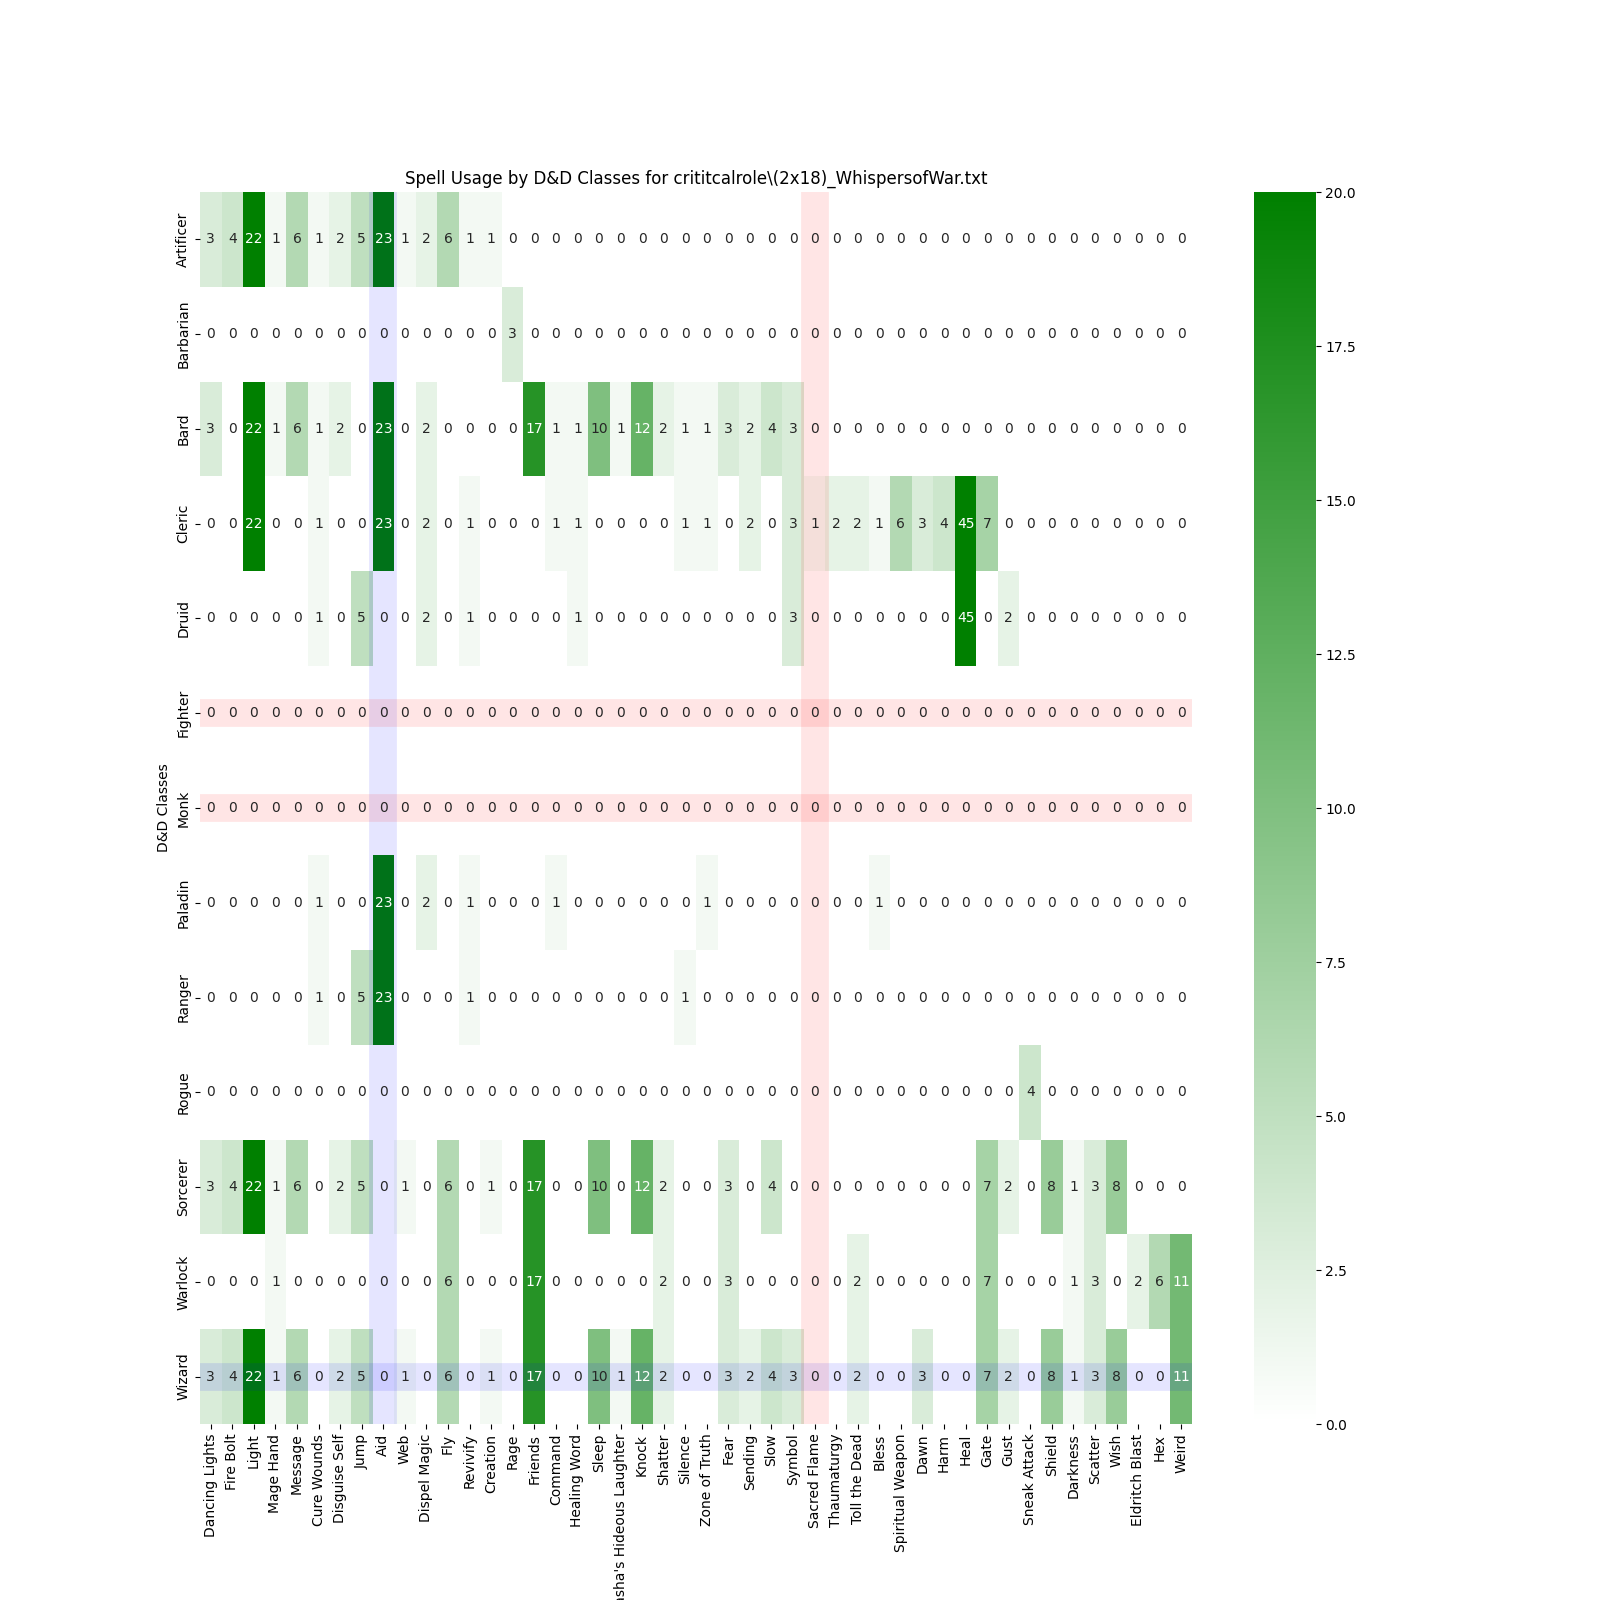 Spell Usage by D&D Classes for crititcalrole\(2x18)_WhispersofWar.txt
Artificer 3 4 22 1 6 1 2 5 23 1 2 6 1 1 0 0 0 0 0 0 0 0 0 0 0 0 0 0 0 0 0 0 0 0 0 0 0 0 0 0 0 0 0 0 0 0
Barbarian 0 0 0 0 0 0 0 0 0 0 0 0 0 0 3 0 0 0 0 0 0 0 0 0 0 0 0 0 0 0 0 0 0 0 0 0 0 0 0 0 0 0 0 0 0 0
Bard 3 0 22 1 6 1 2 0 23 0 2 0 0 0 0 17 1 1 10 1 12 2 1 1 3 2 4 3 0 0 0 0 0 0 0 0 0 0 0 0 0 0 0 0 0 0
Cleric 0 0 22 0 0 1 0 0 23 0 2 0 1 0 0 0 1 1 0 0 0 0 1 1 0 2 0 3 1 2 2 1 6 3 4 45 7 0 0 0 0 0 0 0 0 0
Druid 0 0 0 0 0 1 0 5 0 0 2 0 1 0 0 0 0 1 0 0 0 0 0 0 0 0 0 3 0 0 0 0 0 0 0 45 0 2 0 0 0 0 0 0 0 0
Fighter 0 0 0 0 0 0 0 0 0 0 0 0 0 0 0 0 0 0 0 0 0 0 0 0 0 0 0 0 0 0 0 0 0 0 0 0 0 0 0 0 0 0 0 0 0 0
Monk 0 0 0 0 0 0 0 0 0 0 0 0 0 0 0 0 0 0 0 0 0 0 0 0 0 0 0 0 0 0 0 0 0 0 0 0 0 0 0 0 0 0 0 0 0 0
Paladin 0 0 0 0 0 1 0 0 23 0 2 0 1 0 0 0 1 0 0 0 0 0 0 1 0 0 0 0 0 0 0 1 0 0 0 0 0 0 0 0 0 0 0 0 0 0
Ranger 0 0 0 0 0 1 0 5 23 0 0 0 1 0 0 0 0 0 0 0 0 0 1 0 0 0 0 0 0 0 0 0 0 0 0 0 0 0 0 0 0 0 0 0 0 0
Rogue 0 0 0 0 0 0 0 0 0 0 0 0 0 0 0 0 0 0 0 0 0 0 0 0 0 0 0 0 0 0 0 0 0 0 0 0 0 0 4 0 0 0 0 0 0 0
Sorcerer 3 4 22 1 6 0 2 5 0 1 0 6 0 1 0 17 0 0 10 0 12 2 0 0 3 0 4 0 0 0 0 0 0 0 0 0 7 2 0 8 1 3 8 0 0 0
Warlock 0 0 0 1 0 0 0 0 0 0 0 6 0 0 0 17 0 0 0 0 0 2 0 0 3 0 0 0 0 0 2 0 0 0 0 0 7 0 0 0 1 3 0 2 6 11
Wizard 3 4 22 1 6 0 2 5 0 1 0 6 0 1 0 17 0 0 10 1 12 2 0 0 3 2 4 3 0 0 2 0 0 3 0 0 7 2 0 8 1 3 8 0 0 11
D&D Classes
Dancing Lights
Fire Bolt
Light
Mage Hand
Message
Cure Wounds
Disguise Self
Jump
Aid
Web
Dispel Magic
Fly
Revivify
Creation
Rage
Friends
Command
Healing Word
Sleep
Hideous Laughter
Knock
Shatter
Silence
Zone of Truth
Fear
Sending
Slow
Symbol
Sacred Flame
Thaumaturgy
Toll the Dead
Bless
Spiritual Weapon
Dawn
Harm
Heal
Gate
Gust
Sneak Attack
Shield
Darkness
Scatter
Wish
Eldritch Blast
Hex
Weird
20.0
17.5
15.0
12.5
10.0
7.5
5.0
2.5
0.0